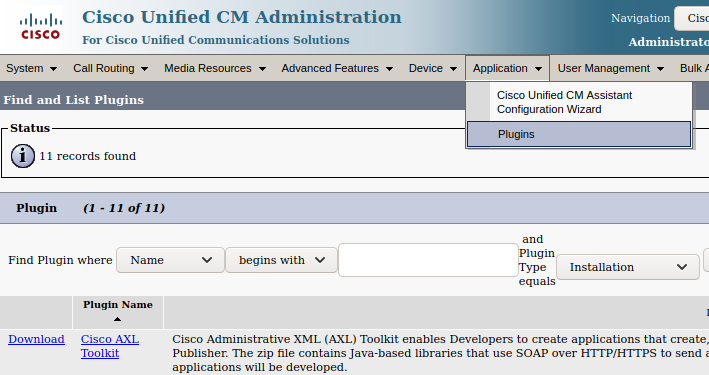 Cisco Unified CM Administration
For Cisco Unified Communications Solutions
CISCO
Navigation
Administrato
System Call Routing Media Resources Advanced Features Device Application User Management Bulk A
Cisco Unified CM Assistant
Configuration Wizard
Plugins
Find and List Plugins
Status
11 records found
Plugin (1 - 11 of 11)
Find Plugin where Name begins with and Plugin Type equals Installation
Plugin Name
Download Cisco AXL Cisco Administrative XML (AXL) Toolkit enables Developers to create applications that create,
Toolkit Publisher. The zip file contains Java-based libraries that use SOAP over HTTP/HTTPS to send a
applications will be developed.